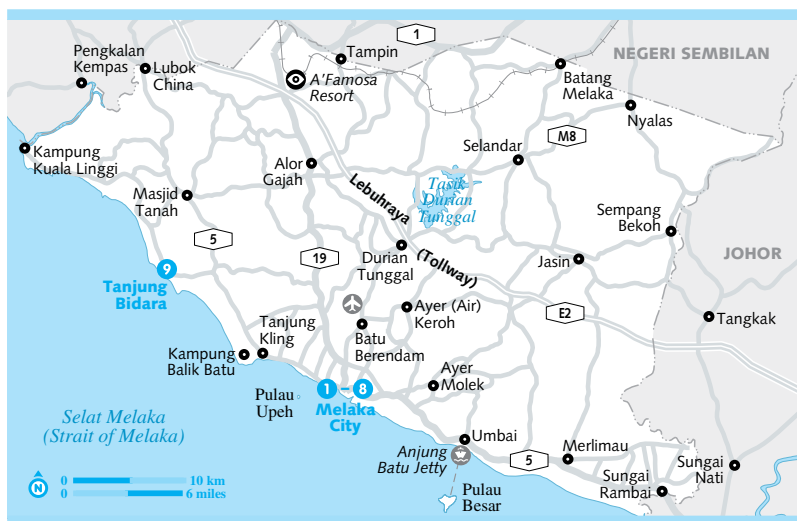 1
Pengkalan
Kempas
Lubok
China
Tampin
NEGERI SEMBILAN
A'Famosa
Resort
Batang
Melaka
Nyalas
M8
Kampung
Kuala Linggi
Alor
Gajah
Selandar
Masjid
Tanah
Lebuhraya
(Tollway)
Tasik
Durian
Tunggal
Sempang
Bekoh
5
19
Durian
Tunggal
Jasin
JOHOR
9
Tanjung
Bidara
Ayer (Air)
Keroh
E2
Tangkak
Tanjung
Kling
Batu
Berendam
Kampung
Balik Batu
Ayer
Molek
Pulau
Upeh
1 – 8
Melaka
City
Selat Melaka
(Strait of Melaka)
Umbai
Anjung
Batu Jetty
5
Merlimau
Sungai
Rambai
Sungai
Nati
Pulau
Besar
N
0 10 km
0 6 miles